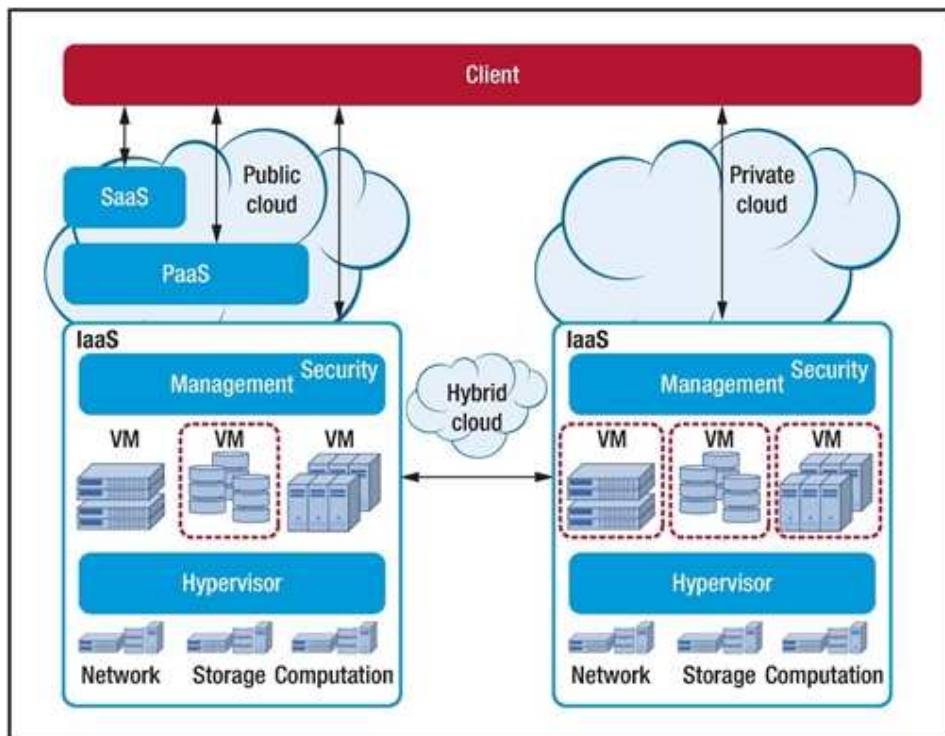 Client
SaaS
Public
cloud
PaaS
Private
cloud
IaaS
Management Security
VM VM VM
Hypervisor
Network Storage Computation
Hybrid
cloud
IaaS
Management Security
VM VM VM
Hypervisor
Network Storage Computation